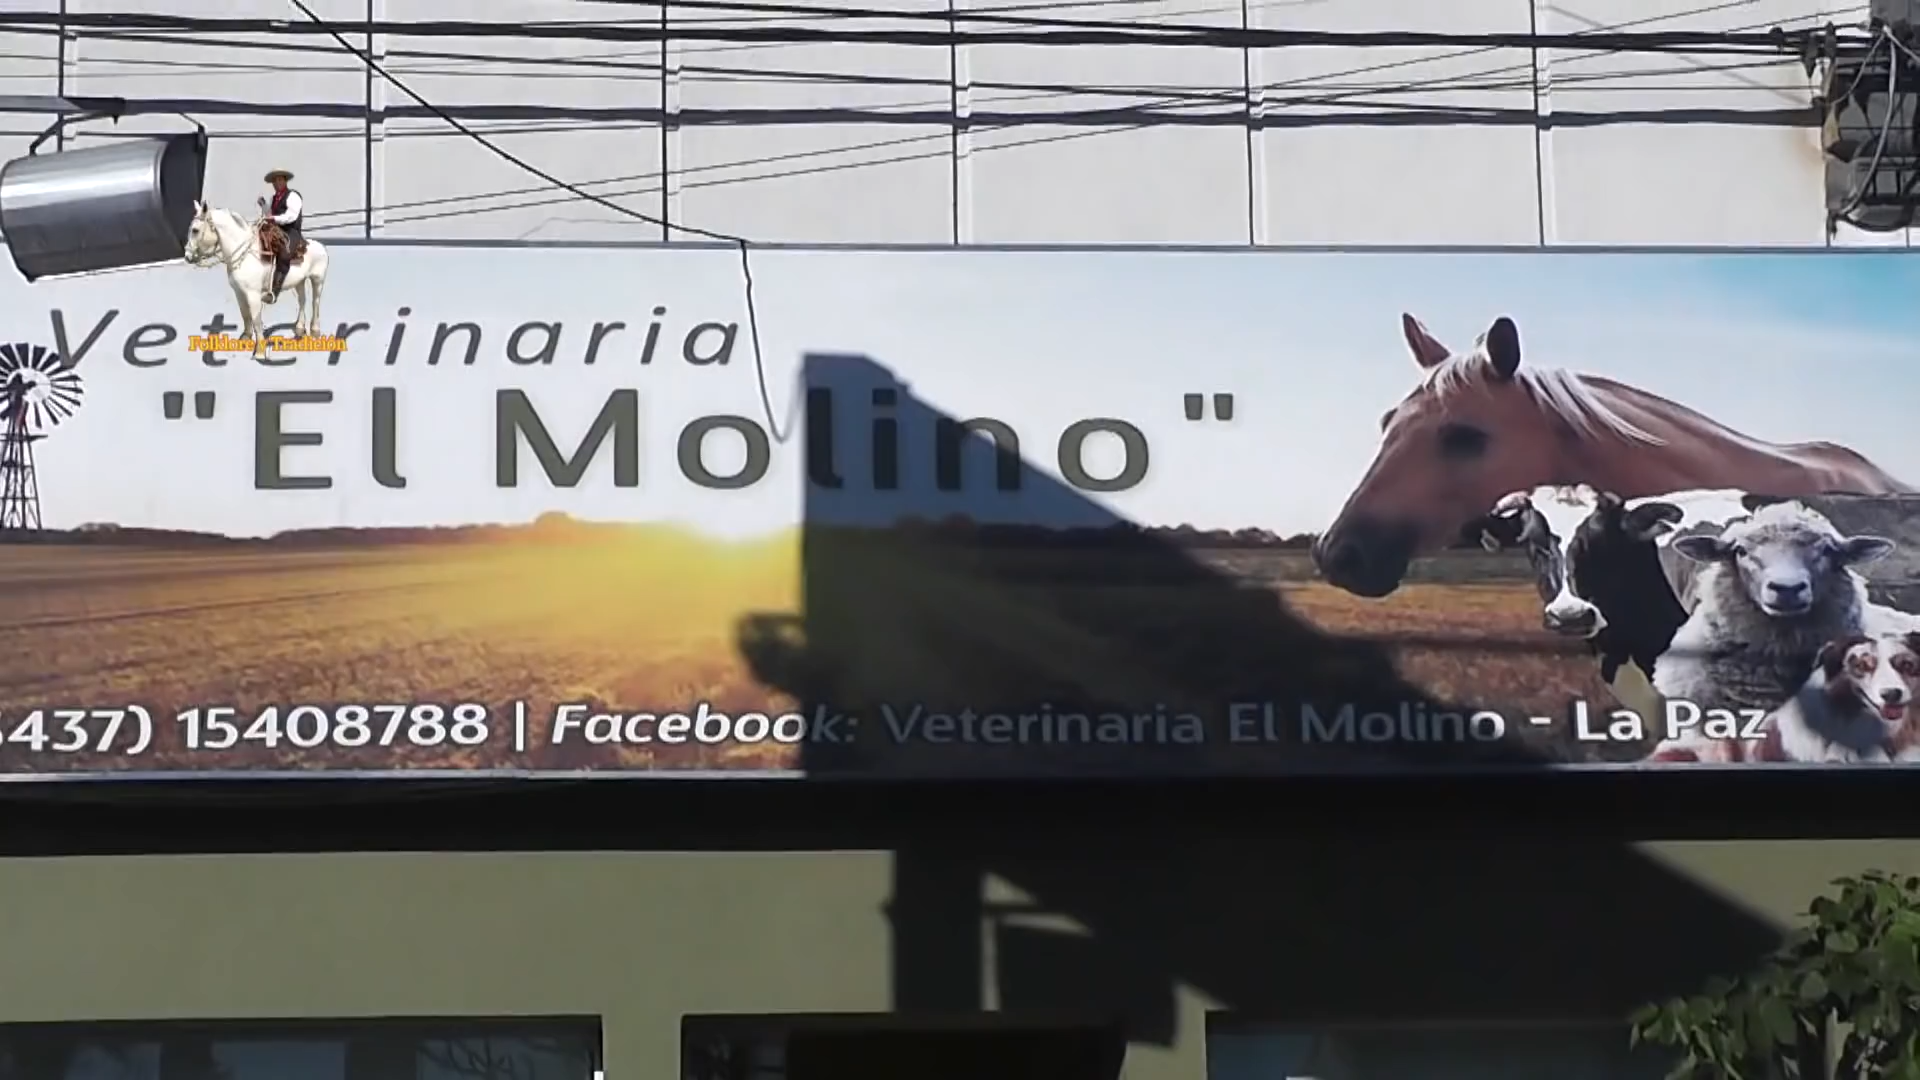 Veterinaria
Folklore y Tradición
"El Molino"
437) 15408788 | Facebook: Veterinaria El Molino - La Paz